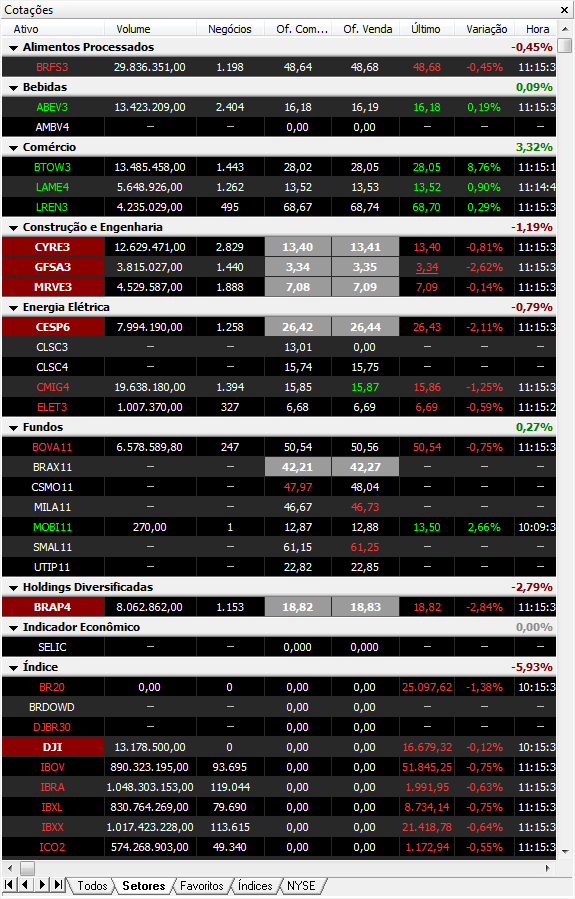 Cotações
Ativo Volume Negócios Of. Com... Of. Venda Último Variação Hora
Alimentos Processados -0,45%
BRFS3 29.836.351,00 1.198 48,64 48,68 48,68 -0,45% 11:15:3
Bebidas 0,09%
ABEV3 13.423.209,00 2.404 16,18 16,19 16,18 0,19% 11:15:3
AMBV4 -- -- 0,00 0,00 -- -- --
Comércio 3,32%
BTOW3 13.485.458,00 1.443 28,02 28,05 28,05 8,76% 11:15:1
LAME4 5.648.926,00 1.262 13,52 13,53 13,52 0,90% 11:14:4
LREN3 4.235.029,00 495 68,67 68,74 68,70 0,29% 11:15:3
Construção e Engenharia -1,19%
CYRE3 12.629.471,00 2.829 13,40 13,41 13,40 -0,81% 11:15:3
GFSA3 3.815.027,00 1.440 3,34 3,35 3,34 -2,62% 11:15:3
MRVE3 4.529.587,00 1.888 7,08 7,09 7,09 -0,14% 11:15:3
Energia Elétrica -0,79%
CESP6 7.994.190,00 1.258 26,42 26,44 26,43 -2,11% 11:15:3
CLSC3 -- -- 13,01 0,00 -- -- --
CLSC4 -- -- 15,74 15,75 -- -- --
CMIG4 19.638.180,00 1.394 15,85 15,87 15,86 -1,25% 11:15:3
ELET3 1.007.370,00 327 6,68 6,69 6,69 -0,59% 11:15:2
Fundos 0,27%
BOVA11 6.578.589,80 247 50,54 50,56 50,54 -0,75% 11:15:3
BRAX11 -- -- 42,21 42,27 -- -- --
CSMO11 -- -- 47,97 48,04 -- -- --
MILA11 -- -- 46,67 46,73 -- -- --
MOBI11 270,00 1 12,87 12,88 13,50 2,66% 10:09:3
SMAL11 -- -- 61,15 61,25 -- -- --
UTIP11 -- -- 22,82 22,85 -- -- --
Holdings Diversificadas -2,79%
BRAP4 8.062.862,00 1.153 18,82 18,83 18,82 -2,84% 11:15:3
Indicador Econômico 0,00%
SELIC -- -- 0,000 0,000 -- -- --
Índice -5,93%
BR20 0,00 0 0,00 0,00 25.097,62 -1,38% 10:15:3
BRDOWD -- -- 0,00 0,00 -- -- --
DJBR30 -- -- 0,00 0,00 -- -- --
DJI 13.178.500,00 0 0,00 0,00 16.679,32 -0,12% 10:15:3
IBOV 890.323.195,00 93.695 0,00 0,00 51.845,25 -0,75% 11:15:3
IBRA 1.048.303.153,00 119.044 0,00 0,00 1.991,95 -0,63% 11:15:3
IBXL 830.764.269,00 79.690 0,00 0,00 8.734,14 -0,75% 11:15:3
IBXX 1.017.423.228,00 113.615 0,00 0,00 21.418,78 -0,64% 11:15:3
ICO2 574.268.903,00 49.340 0,00 0,00 1.172,94 -0,55% 11:15:3
Todos Setores Favoritos Índices NYSE